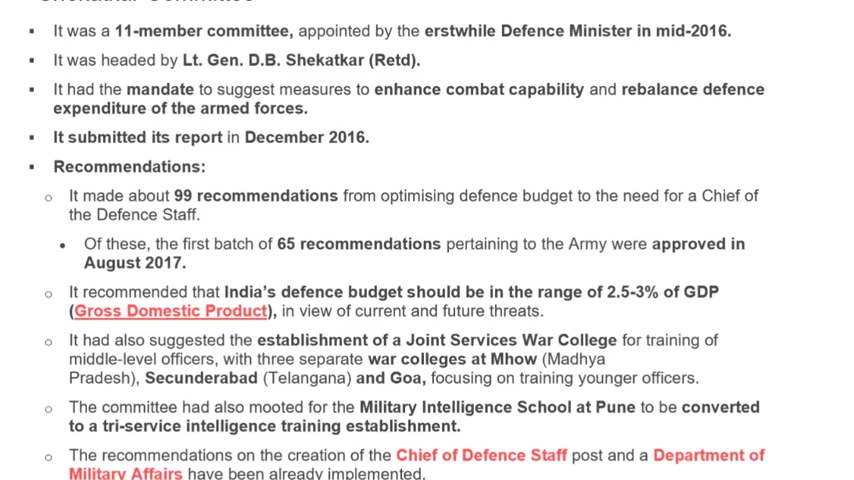 ▪ It was a 11-member committee, appointed by the erstwhile Defence Minister in mid-2016.
▪ It was headed by Lt. Gen. D.B. Shekatkar (Retd).
▪ It had the mandate to suggest measures to enhance combat capability and rebalance defence
expenditure of the armed forces.
▪ It submitted its report in December 2016.
▪ Recommendations:
o It made about 99 recommendations from optimising defence budget to the need for a Chief of
the Defence Staff.
• Of these, the first batch of 65 recommendations pertaining to the Army were approved in
August 2017.
o It recommended that India's defence budget should be in the range of 2.5-3% of GDP
(Gross Domestic Product), in view of current and future threats.
o It had also suggested the establishment of a Joint Services War College for training of
middle-level officers, with three separate war colleges at Mhow (Madhya
Pradesh), Secunderabad (Telangana) and Goa, focusing on training younger officers.
o The committee had also mooted for the Military Intelligence School at Pune to be converted
to a tri-service intelligence training establishment.
o The recommendations on the creation of the Chief of Defence Staff post and a Department of
Military Affairs have been already implemented.